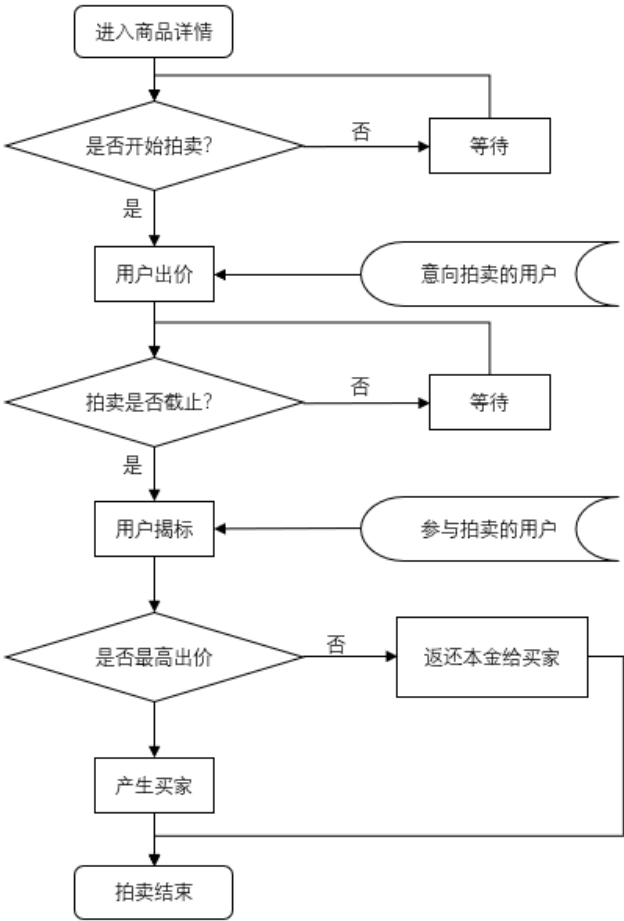 进入商品详情
是否开始拍卖?
否
等待
是
用户出价
意向拍卖的用户
拍卖是否截止?
否
等待
是
用户揭标
参与拍卖的用户
是否最高出价
否
返还本金给买家
产生买家
拍卖结束